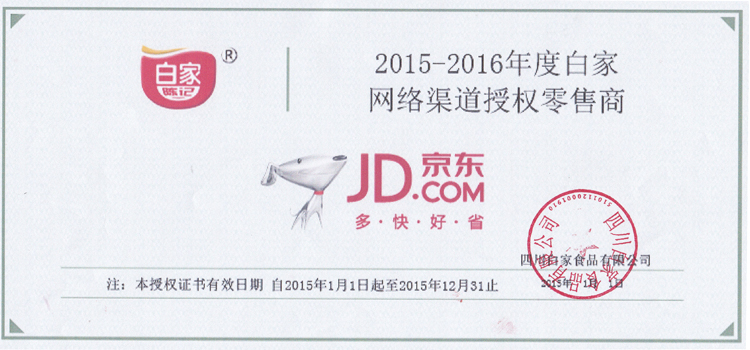 白家
陈记
®
2015-2016年度白家
网络渠道授权零售商
JD.京东
.COM
多·快·好·省
四川白家食品有限公司
5101120001910
四川白家食品有限公司
2015年 1月 1日
注：本授权证书有效日期 自2015年1月1日起至2015年12月31止